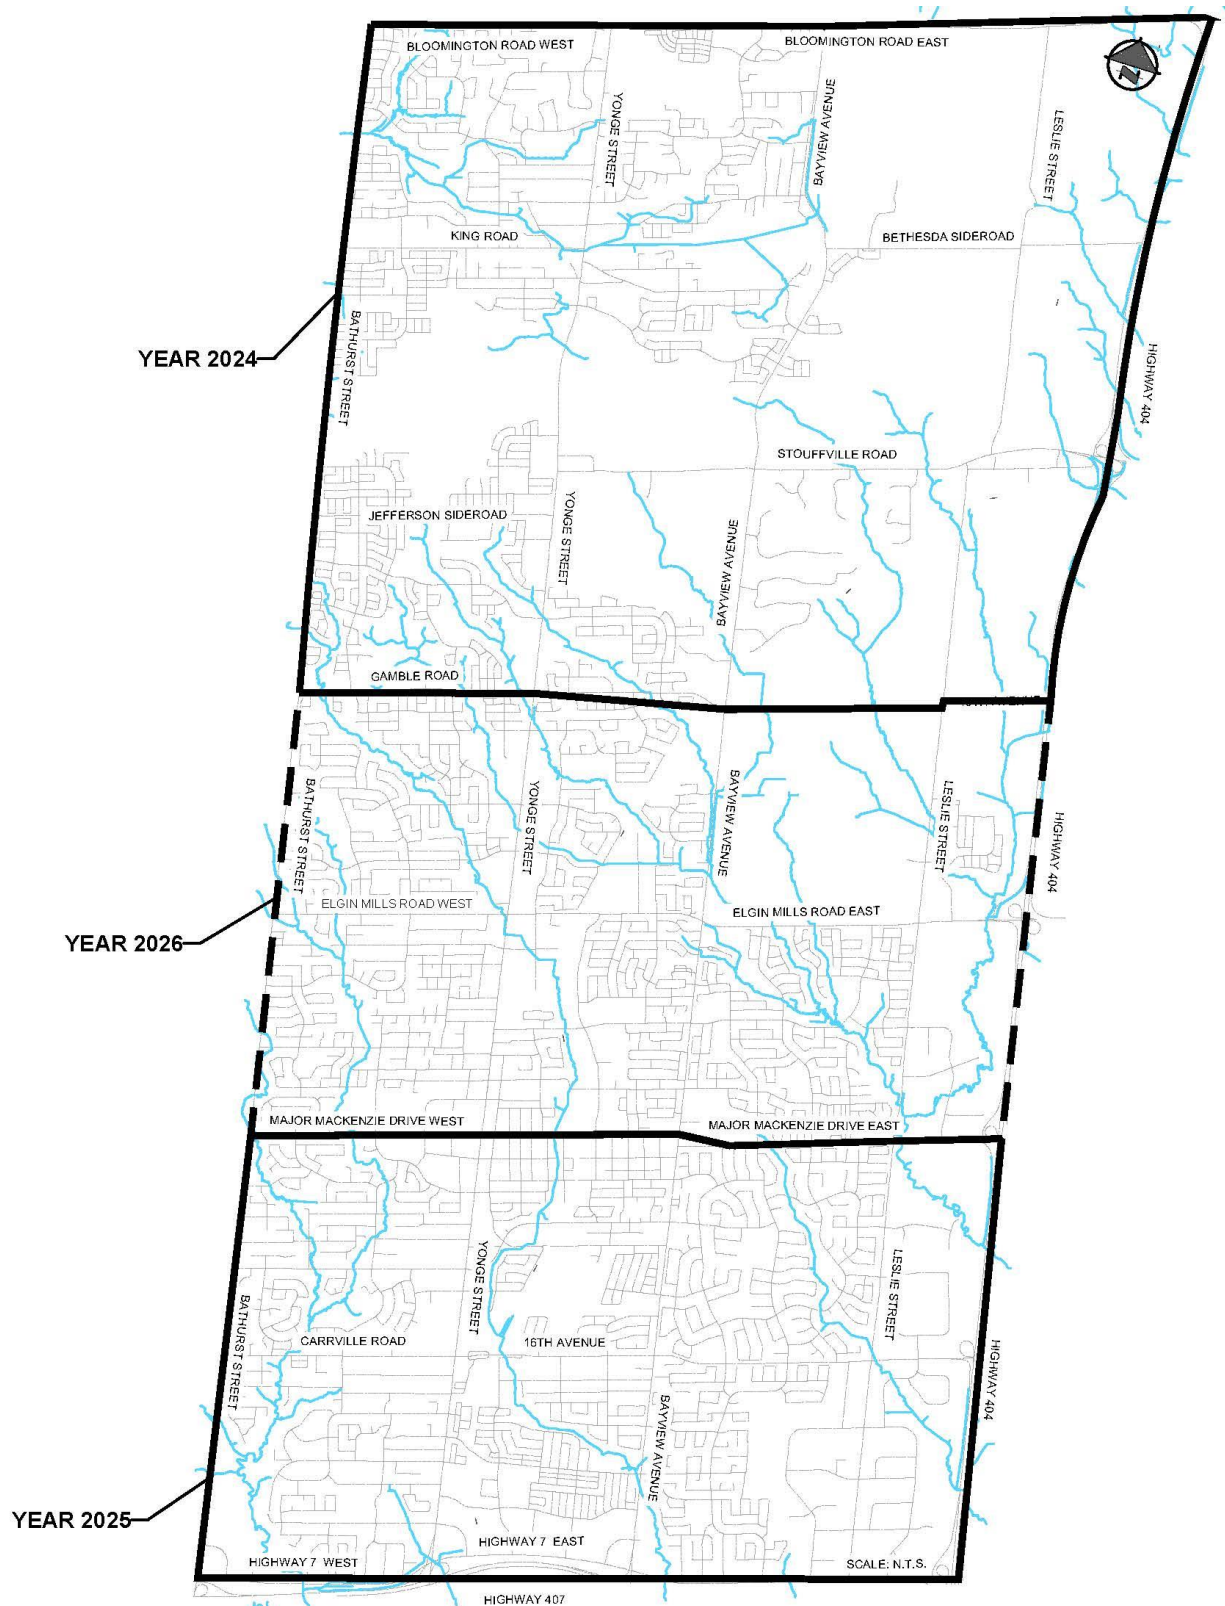 BLOOMINGTON ROAD WEST
BLOOMINGTON ROAD EAST
N
YONGE STREET
BAYVIEW AVENUE
LESLIE STREET
KING ROAD
BETHESDA SIDEROAD
YEAR 2024
BATHURST STREET
HIGHWAY 404
STOUFFVILLE ROAD
JEFFERSON SIDEROAD
YONGE STREET
BAYVIEW AVENUE
GAMBLE ROAD
BATHURST STREET
YONGE STREET
BAYVIEW AVENUE
LESLIE STREET
HIGHWAY 404
ELGIN MILLS ROAD WEST
ELGIN MILLS ROAD EAST
YEAR 2026
MAJOR MACKENZIE DRIVE WEST
MAJOR MACKENZIE DRIVE EAST
YONGE STREET
LESLIE STREET
BATHURST STREET
CARRVILLE ROAD
16TH AVENUE
HIGHWAY 404
BAYVIEW AVENUE
YEAR 2025
HIGHWAY 7 EAST
HIGHWAY 7 WEST
SCALE: N.T.S.
HIGHWAY 407